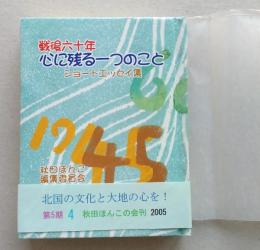 戦後六十年
心に残る一つのこと
ショートエッセイ集
1945
60
秋田ほんこの会
編集委員会
北国の文化と大地の心を!
第5期 4 秋田ほんこの会刊 2005